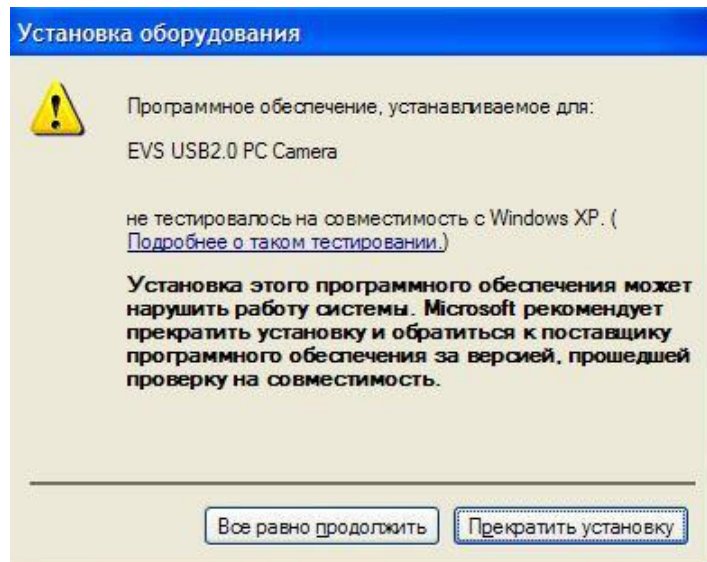 Установка оборудования
Программное обеспечение, устанавливаемое для:
EVS USB2.0 PC Camera
не тестировалось на совместимость с Windows XP. (
Подробнее о таком тестировании.)
Установка этого программного обеспечения может
нарушить работу системы. Microsoft рекомендует
прекратить установку и обратиться к поставщику
программного обеспечения за версией, прошедшей
проверку на совместимость.
Все равно продолжить
Прекратить установку